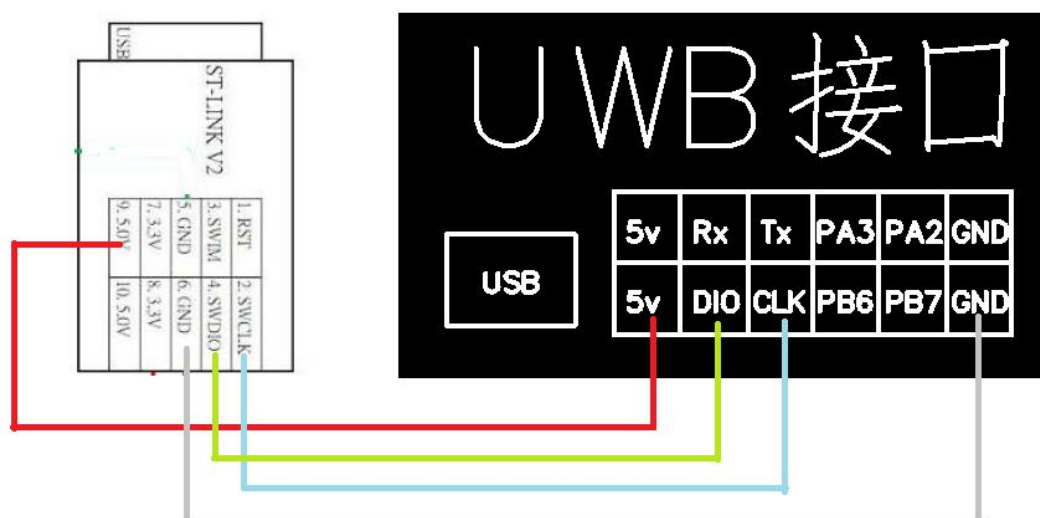 USB
ST-LINK V2
1. RST
2. SWCLK
3. SWIM
4. SWDIO
5. GND
6. GND
7. 3.3V
8. 3.3V
9. 5.0V
10. 5.0V
UWB接口
USB
5v Rx Tx PA3 PA2 GND
5v DIO CLK PB6 PB7 GND